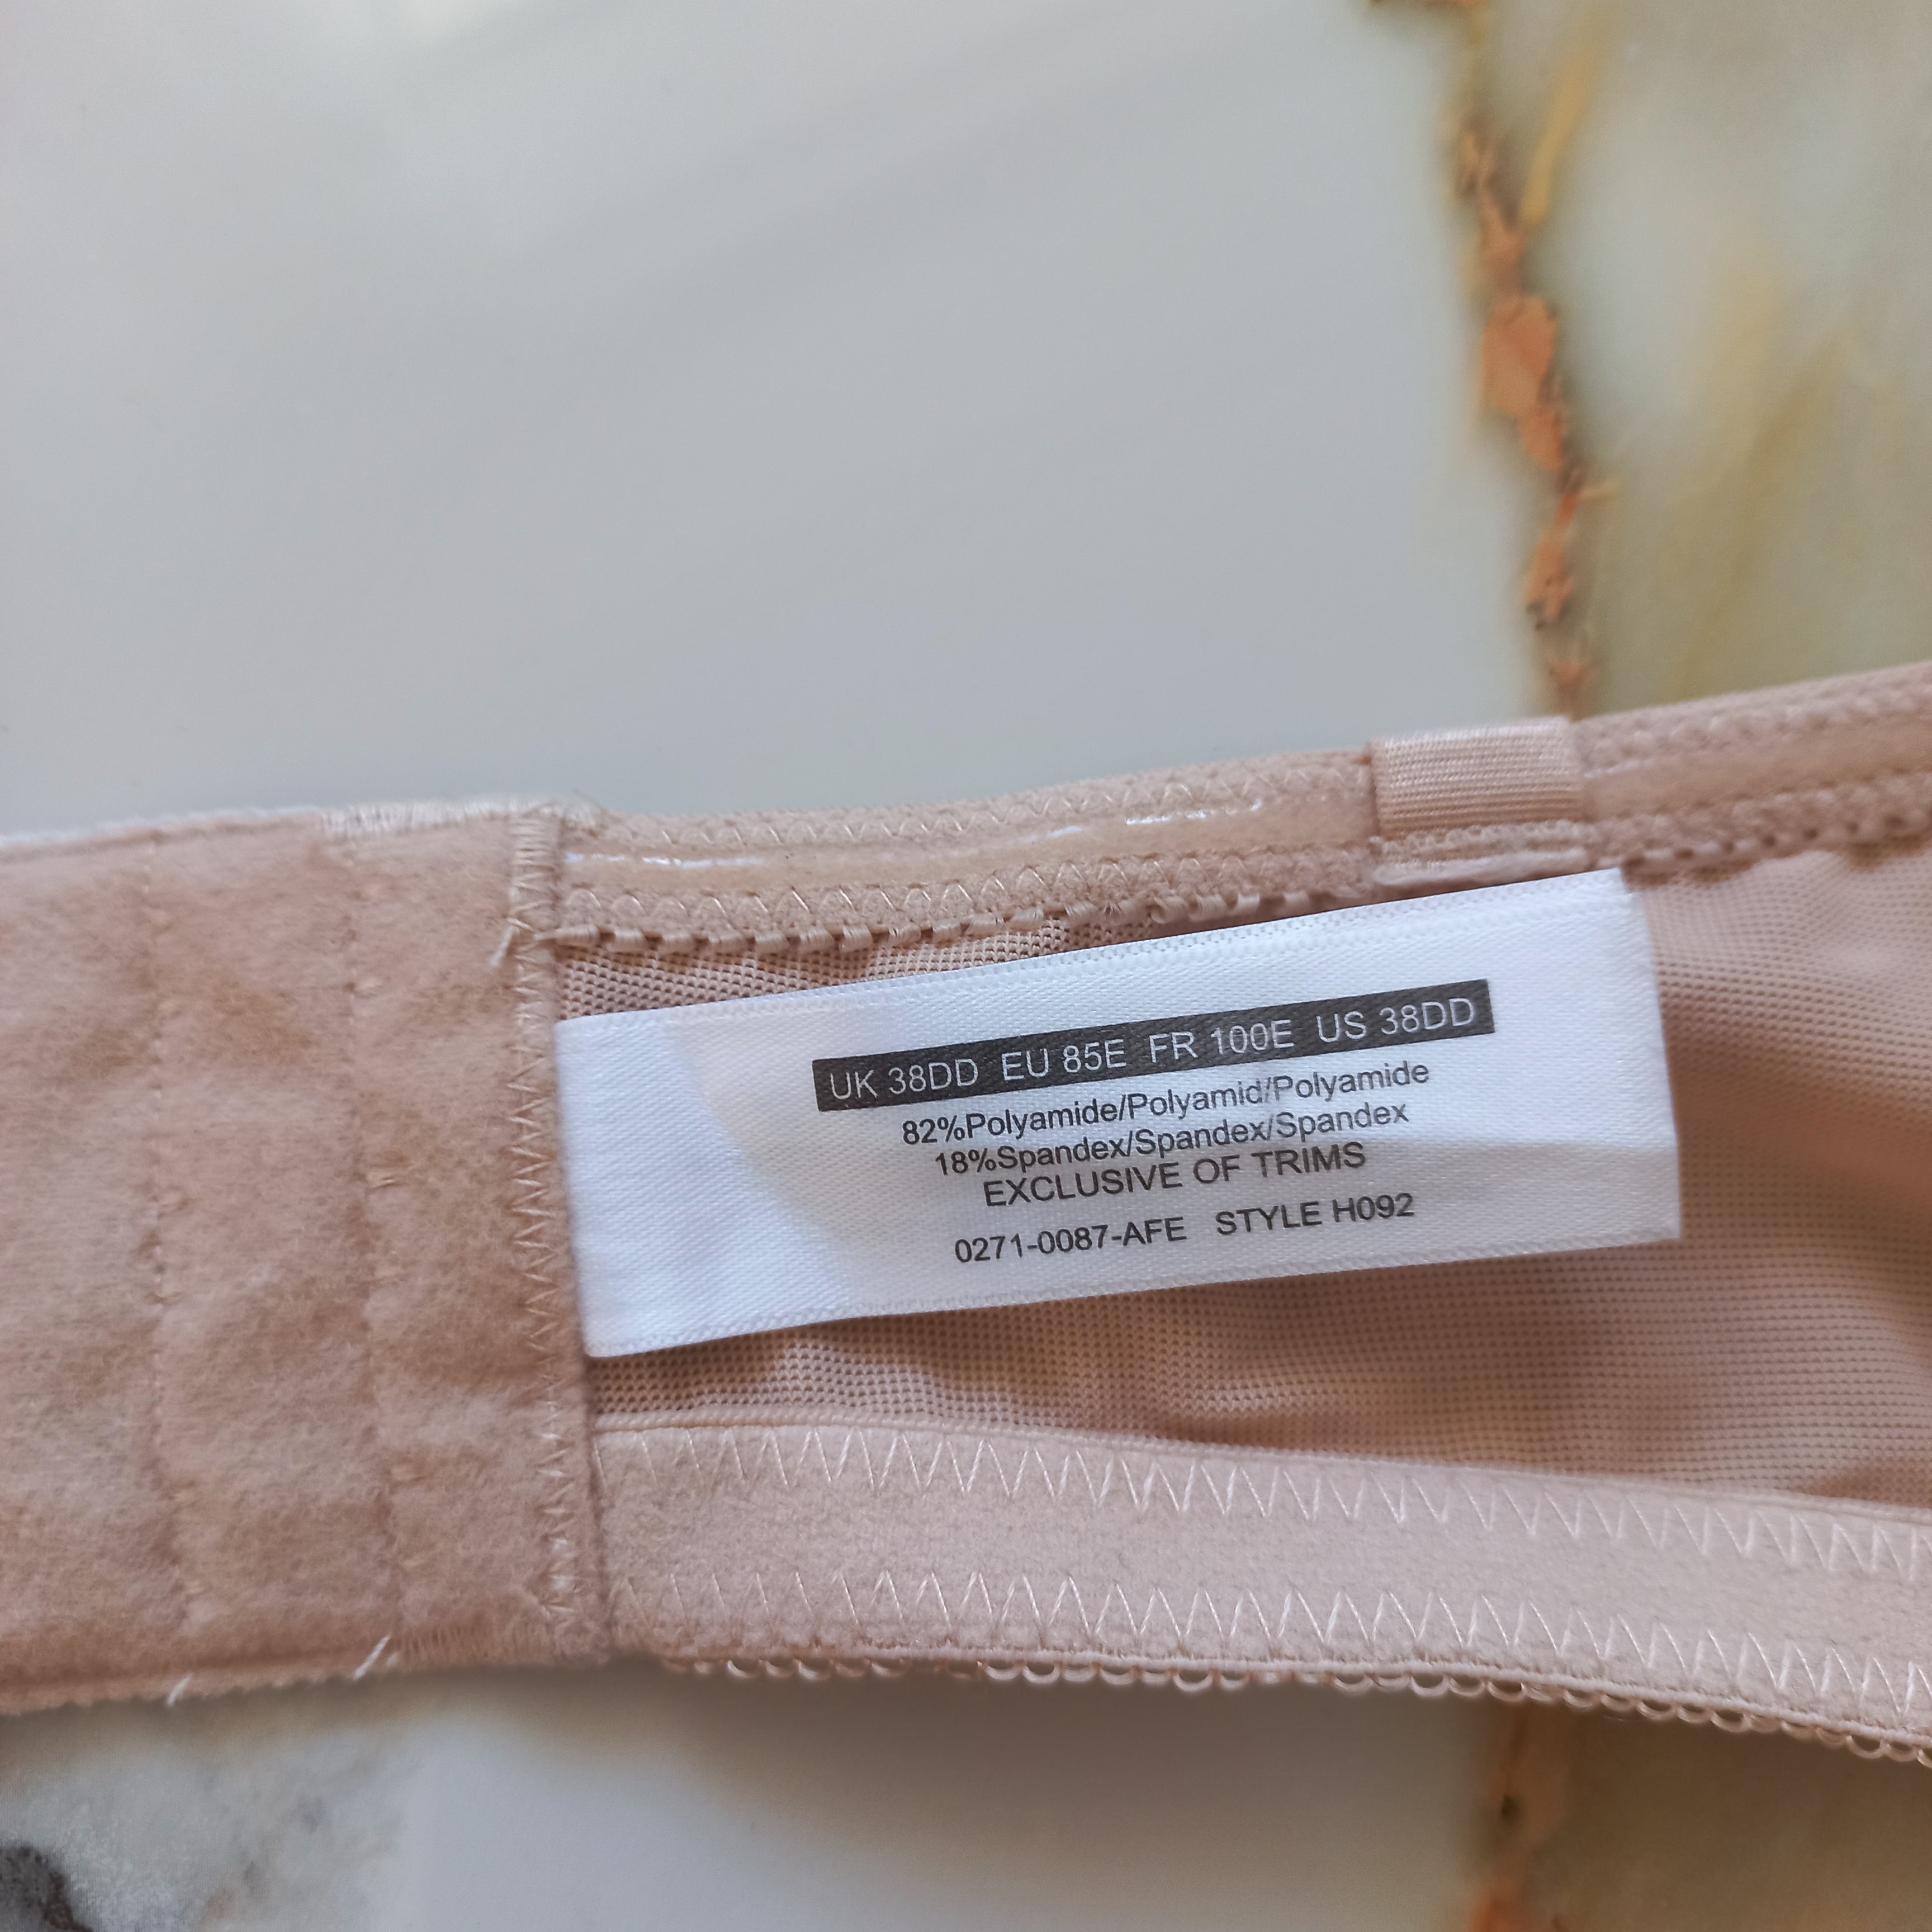 UK 38DD EU 85E FR 100E US 38DD
82%Polyamide/Polyamid/Polyamide
18%Spandex/Spandex/Spandex
EXCLUSIVE OF TRIMS
0271-0087-AFE STYLE H092